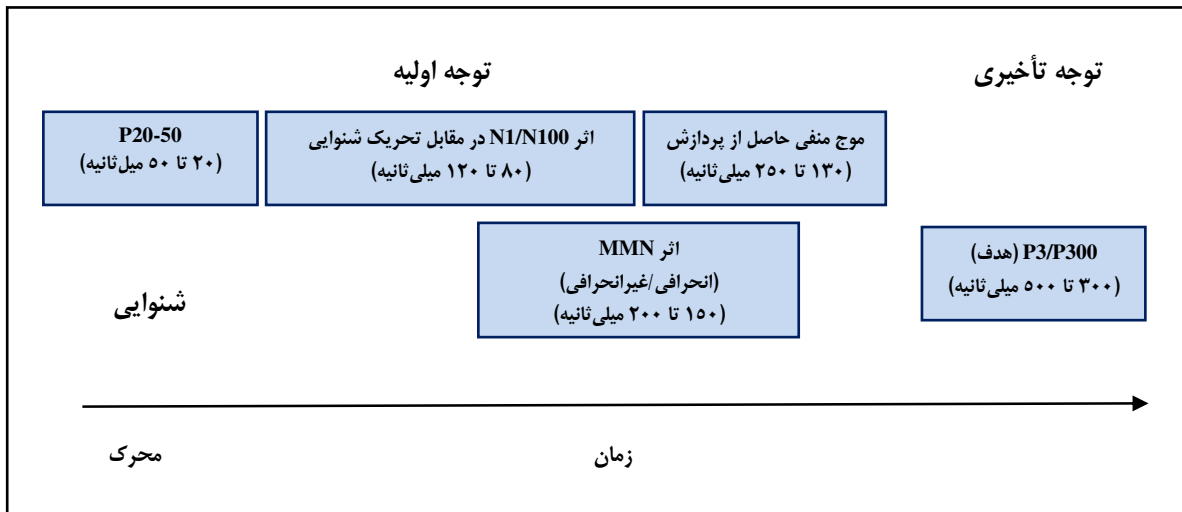 توجه اولیه
توجه تأخیری
P20-50
(۲۰ تا ۵۰ میل‌ثانیه)
اثر N1/N100 در مقابل تحریک شنوایی
(۸۰ تا ۱۲۰ میلی‌ثانیه)
موج منفی حاصل از پردازش
(۱۳۰ تا ۲۵۰ میلی‌ثانیه)
اثر MMN
(انحرافی/غیرانحرافی)
(۱۵۰ تا ۲۰۰ میلی‌ثانیه)
P3/P300 (هدف)
(۳۰۰ تا ۵۰۰ میلی‌ثانیه)
شنوایی
محرک
زمان